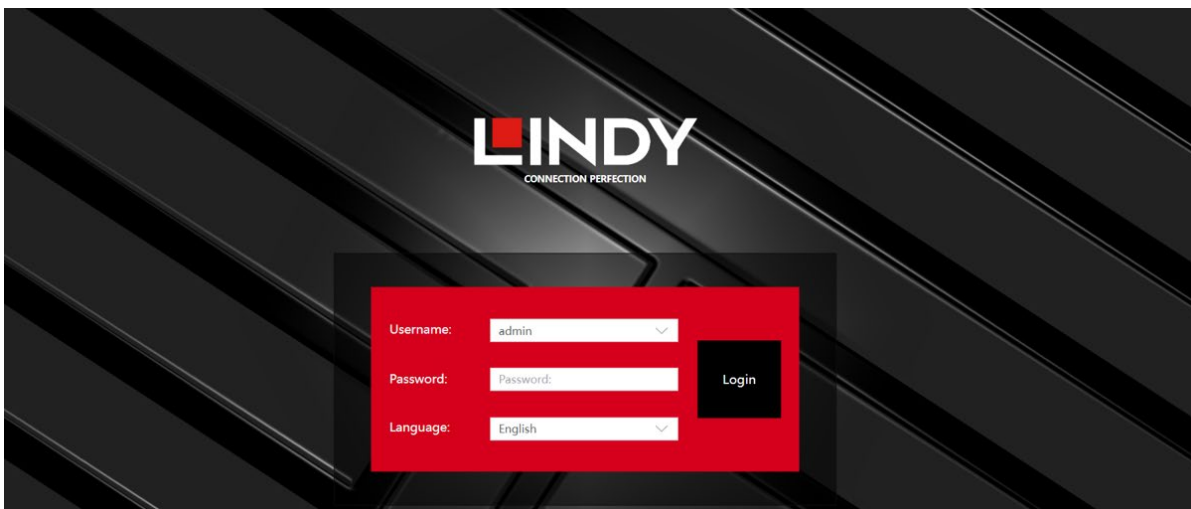 LINDY
CONNECTION PERFECTION
Username: admin
Password: Password:
Login
Language: English